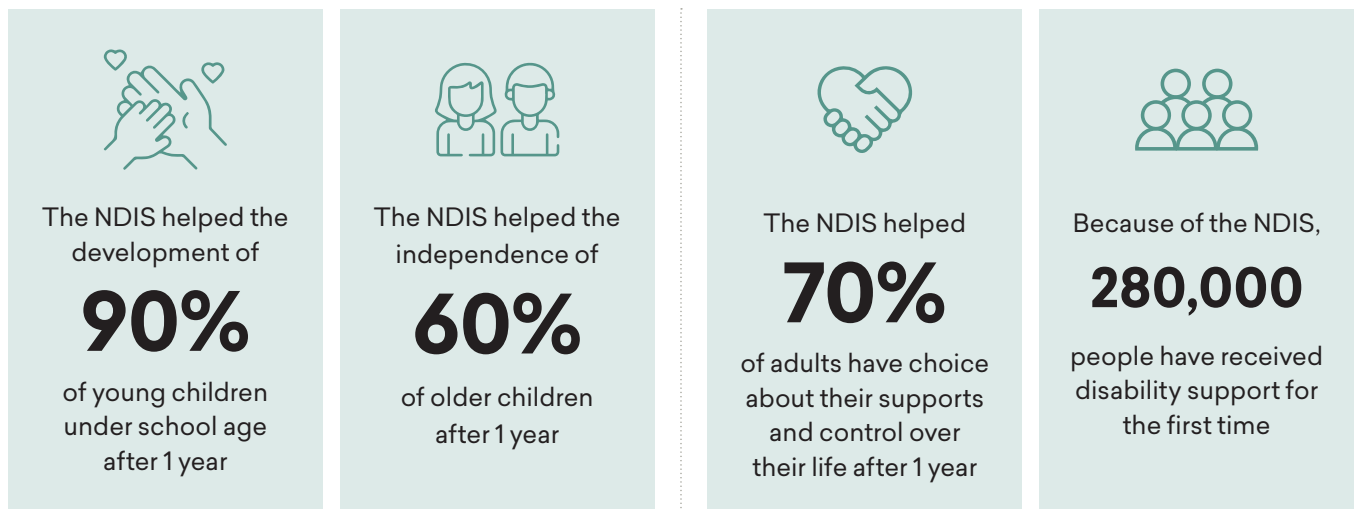 The NDIS helped the
development of
90%
of young children
under school age
after 1 year
The NDIS helped the
independence of
60%
of older children
after 1 year
The NDIS helped
70%
of adults have choice
about their supports
and control over
their life after 1 year
Because of the NDIS,
280,000
people have received
disability support for
the first time